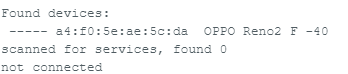 Found devices:
----- a4:f0:5e:ae:5c:da  OPPO Reno2 F -40
scanned for services, found 0
not connected